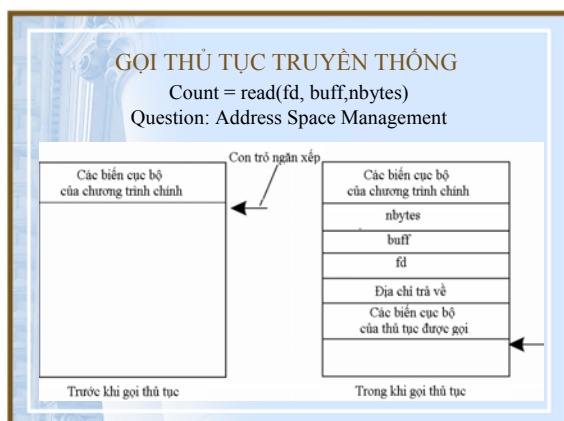 GỌI THỦ TỤC TRUYỀN THỐNG
Count = read(fd, buff,nbytes)
Question: Address Space Management
Con trỏ ngăn xếp
Các biến cục bộ
của chương trình chính
Trước khi gọi thủ tục
Các biến cục bộ
của chương trình chính
nbytes
buff
fd
Địa chỉ trả về
Các biến cục bộ
của thủ tục được gọi
Trong khi gọi thủ tục